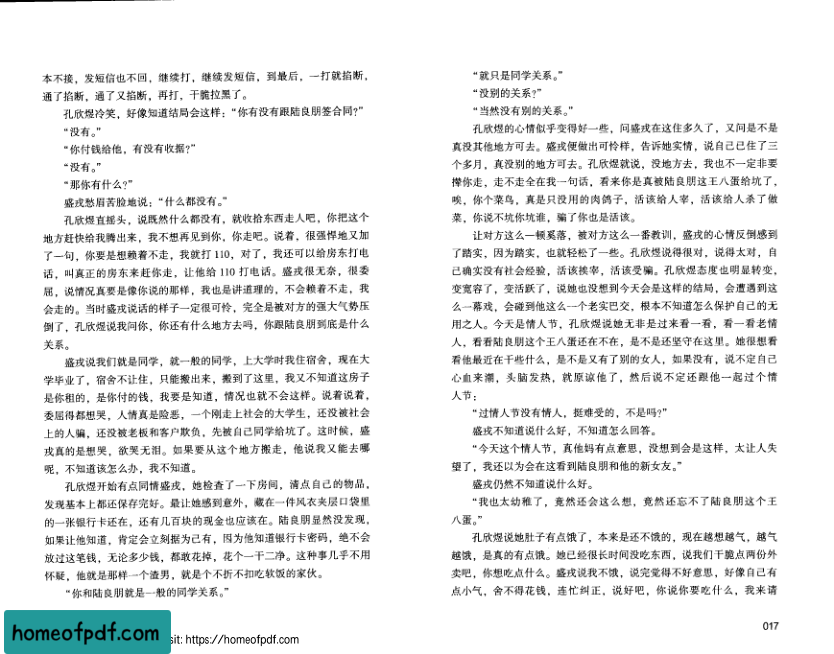 本不接，发短信也不回，继续打，继续发短信，到最后，一打就掐断，
通了掐断，通了又掐断，再打，干脆拉黑了。
孔欣煜冷笑，好像知道结局会这样：“你有没有跟陆良朋签合同？”
“没有。”
“你付钱给他，有没有收据？”
“没有。”
“那你有什么？”
盛戎愁眉苦脸地说：“什么都没有。”
孔欣煜直摇头，说既然什么都没有，就收拾东西走人吧，你把这个
地方赶快给我腾出来，我不想再见到你，你走吧。说着，很强悍地又加
了一句，你要是想赖着不走，我就打 110，对了，我还可以给房东打电
话，叫真正的房东来赶你走，让他给 110 打电话。盛戎很无奈，很委
屈，说情况真要是像你说的那样，我也是讲道理的，不会赖着不走，我
会走的。当时盛戎说话的样子一定很可怜，完全是被对方的强大气势压
倒了，孔欣煜说我问你，你还有什么地方去吗，你跟陆良朋到底是什么
关系。
盛戎说我们就是同学，就一般的同学，上大学时我住宿舍，现在大
学毕业了，宿舍不让住，只能搬出来，搬到了这里，我又不知道这房子
是你租的，是你付的钱，我要是知道，情况也就不会这样。说着说着，
委屈得都想哭，人情真是险恶，一个刚走上社会的大学生，还没被社会
上的人骗，还没被老板和客户欺负，先被自己同学给坑了。这时候，盛
戎真的是想哭，欲哭无泪。如果要从这个地方搬走，他说我又能去哪
呢，不知道该怎么办，我不知道。
孔欣煜开始有点同情盛戎，她检查了一下房间，清点自己的物品，
发现基本上都还保存完好。最让她感到意外，藏在一件风衣夹层口袋里
的一张银行卡还在，还有几百块的现金也应该在。陆良朋显然没发现，
如果让他知道，肯定会立刻据为己有，因为他知道银行卡密码，绝不会
放过这笔钱，无论多少钱，都敢花掉，花个一干二净。这种事几乎不用
怀疑，他就是那样一个渣男，就是个不折不扣吃软饭的家伙。
“你和陆良朋就是一般的同学关系。”
“就只是同学关系。”
“没别的关系？”
“当然没有别的关系。”
孔欣煜的心情似乎变得好一些，问盛戎在这住多久了，又问是不是
真没其他地方可去。盛戎便做出可怜样，告诉她实情，说自己已住了三
个多月，真没别的地方可去。孔欣煜就说，没地方去，我也不一定非要
撵你走，走不走全在我一句话，看来你是真被陆良朋这王八蛋给坑了，
唉，你个菜鸟，真是只没用的肉鸽子，活该给人宰，活该给人杀了做
菜，你说不坑你坑谁，骗了你也是活该。
让对方这么一顿奚落，被对方这么一番教训，盛戎的心情反倒感到
了踏实，因为踏实，也就轻松了一些。孔欣煜说得很对，说得太对，自
己确实没有社会经验，活该挨宰，活该受骗。孔欣煜态度也明显转变，
变宽容了，变活跃了，说她也没想到今天会是这样的结局，会遭遇到这
么一幕戏，会碰到他这么一个老实巴交，根本不知道怎么保护自己的无
用之人。今天是情人节，孔欣煜说她无非是过来看一看，看一看老情
人，看看陆良朋这个王八蛋还在不在，是不是还坚守在这里。她很想看
看他最近在干些什么，是不是又有了别的女人，如果没有，说不定自己
心血来潮，头脑发热，就原谅他了，然后说不定还跟他一起过个情
人节：
“过情人节没有情人，挺难受的，不是吗？”
盛戎不知道说什么好，不知道怎么回答。
“今天这个情人节，真他妈有点意思，没想到会是这样，太让人失
望了，我还以为会在这看到陆良朋和他的新女友。”
盛戎仍然不知道说什么好。
“我也太幼稚了，竟然还会这么想，竟然还忘不了陆良朋这个王
八蛋。”
孔欣煜说她肚子有点饿了，本来是还不饿的，现在越想越气，越气
越饿，是真的有点饿。她已经很长时间没吃东西，说我们干脆点两份外
卖吧，你想吃点什么。盛戎说我不饿，说完觉得不好意思，好像自己有
点小气，舍不得花钱，连忙纠正，说好吧，你说你要吃什么，我来请
017
homeofpdf.com
sit: https://homeofpdf.com